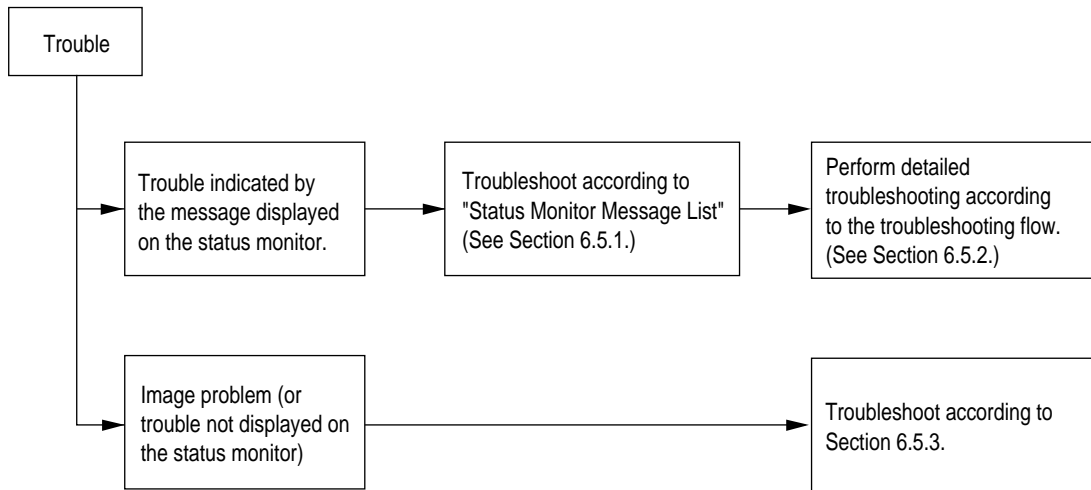 Trouble
Trouble indicated by
the message displayed
on the status monitor.
Troubleshoot according to
"Status Monitor Message List"
(See Section 6.5.1.)
Perform detailed
troubleshooting according
to the troubleshooting flow.
(See Section 6.5.2.)
Image problem (or
trouble not displayed on
the status monitor)
Troubleshoot according to
Section 6.5.3.